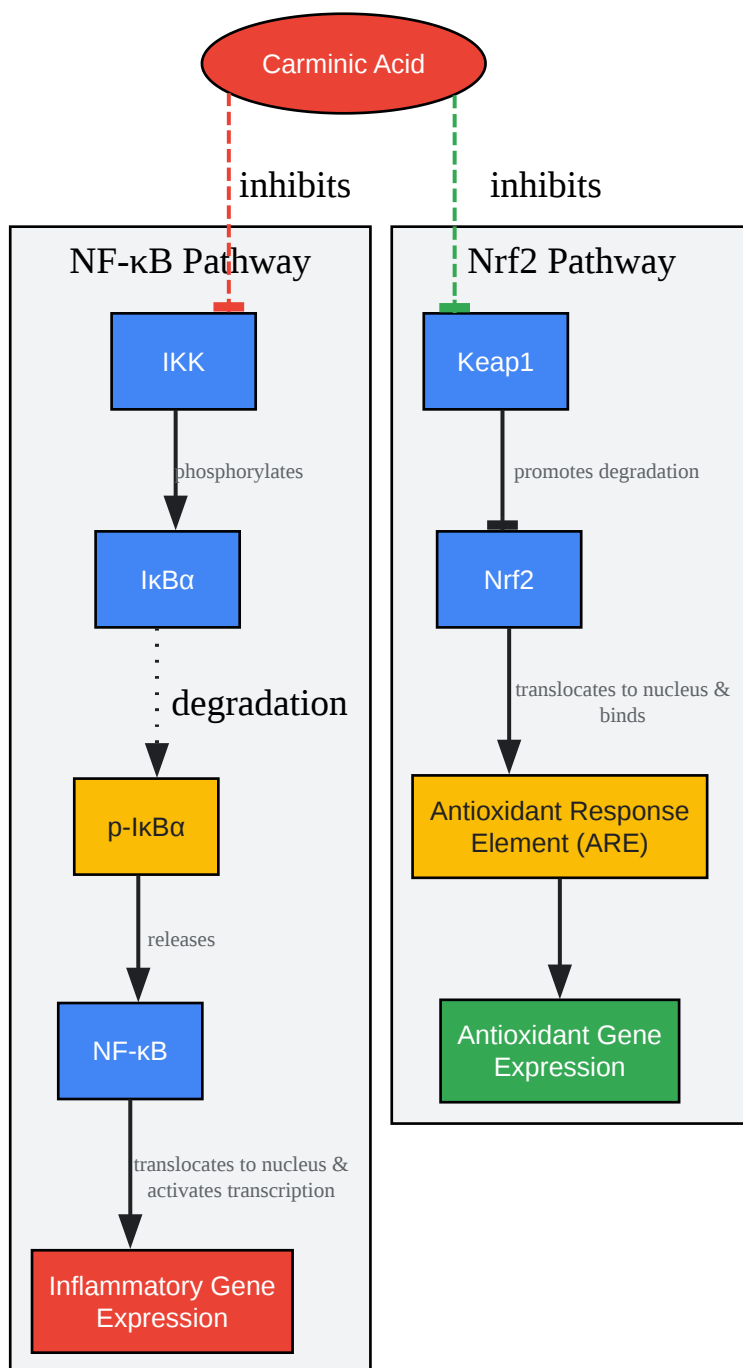 Carminic Acid
inhibits
inhibits
NF-κB Pathway
IKK
phosphorylates
IκBα
degradation
p-IκBα
releases
NF-κB
translocates to nucleus &
activates transcription
Inflammatory Gene
Expression
Nrf2 Pathway
Keap1
promotes degradation
Nrf2
translocates to nucleus &
binds
Antioxidant Response
Element (ARE)
Antioxidant Gene
Expression